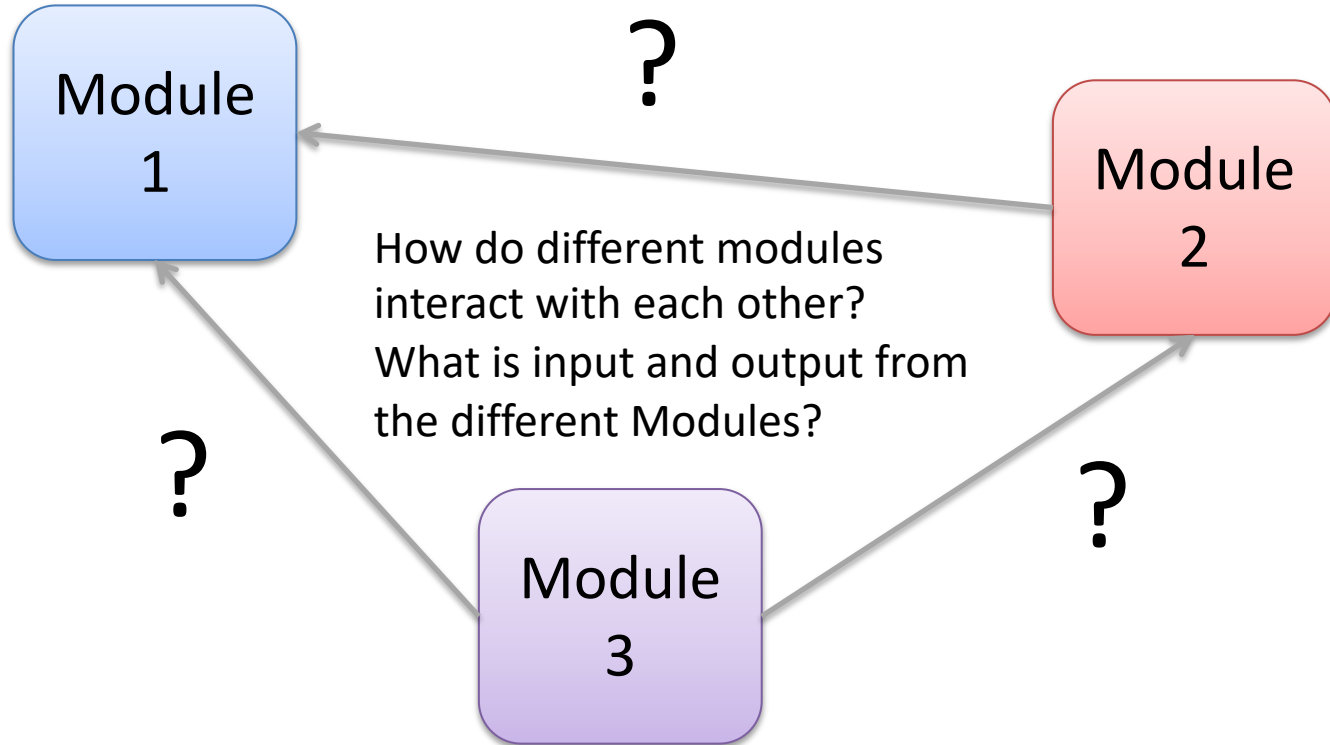 ?
Module
1
Module
2
How do different modules
interact with each other?
What is input and output from
the different Modules?
?
?
Module
3